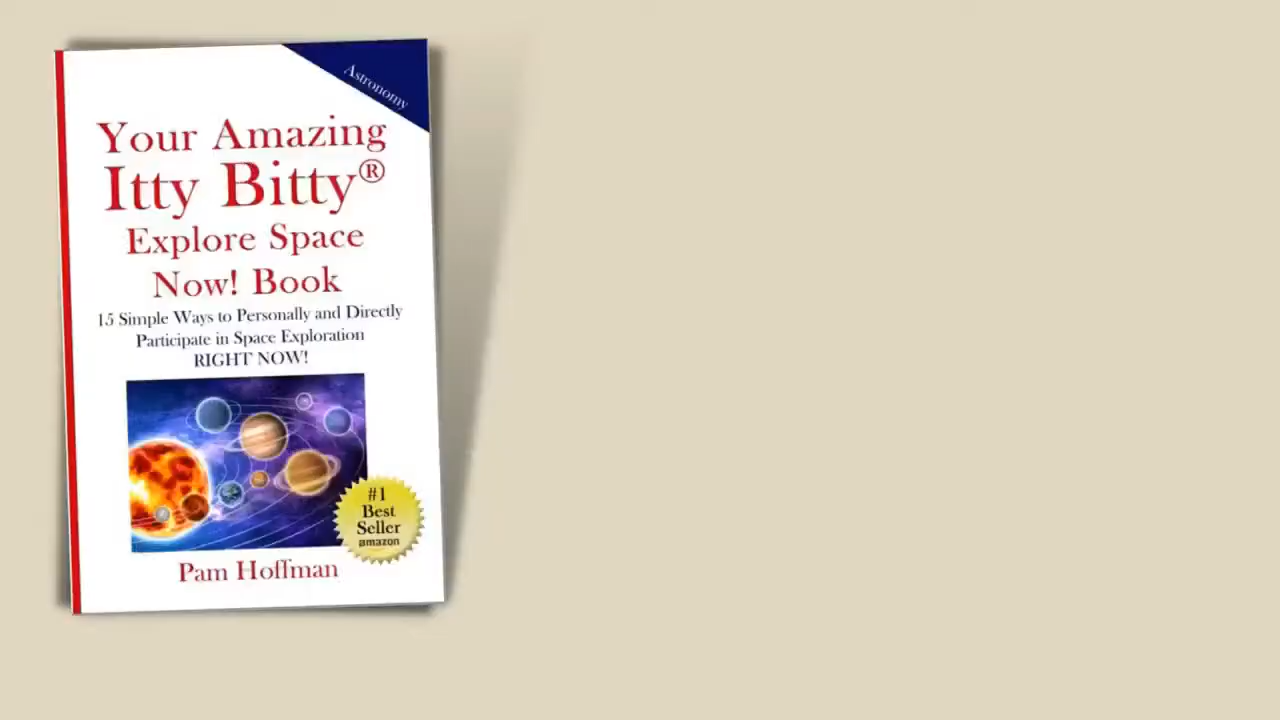 Astronomy
Your Amazing
Itty Bitty®
Explore Space
Now! Book
15 Simple Ways to Personally and Directly
Participate in Space Exploration
RIGHT NOW!
#1
Best
Seller
amazon
Pam Hoffman